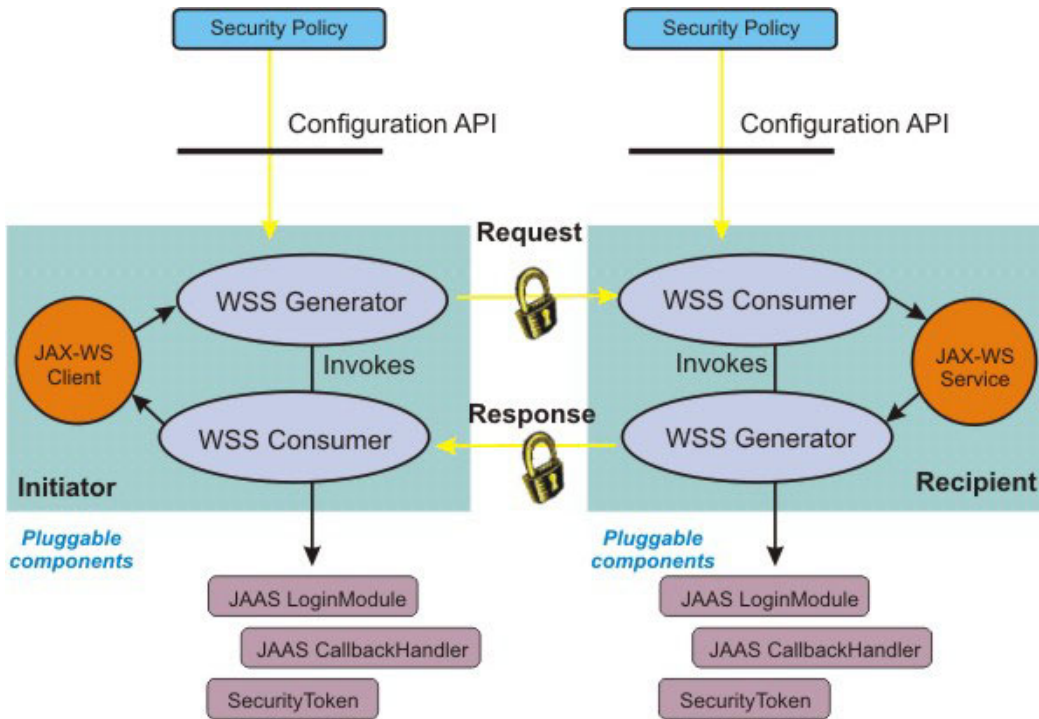 Security Policy
Security Policy
Configuration API
Configuration API
Request
WSS Generator
WSS Consumer
JAX-WS
Client
Invokes
Invokes
JAX-WS
Service
Response
WSS Consumer
WSS Generator
Initiator
Recipient
Pluggable
components
Pluggable
components
JAAS LoginModule
JAAS LoginModule
JAAS CallbackHandler
JAAS CallbackHandler
SecurityToken
SecurityToken